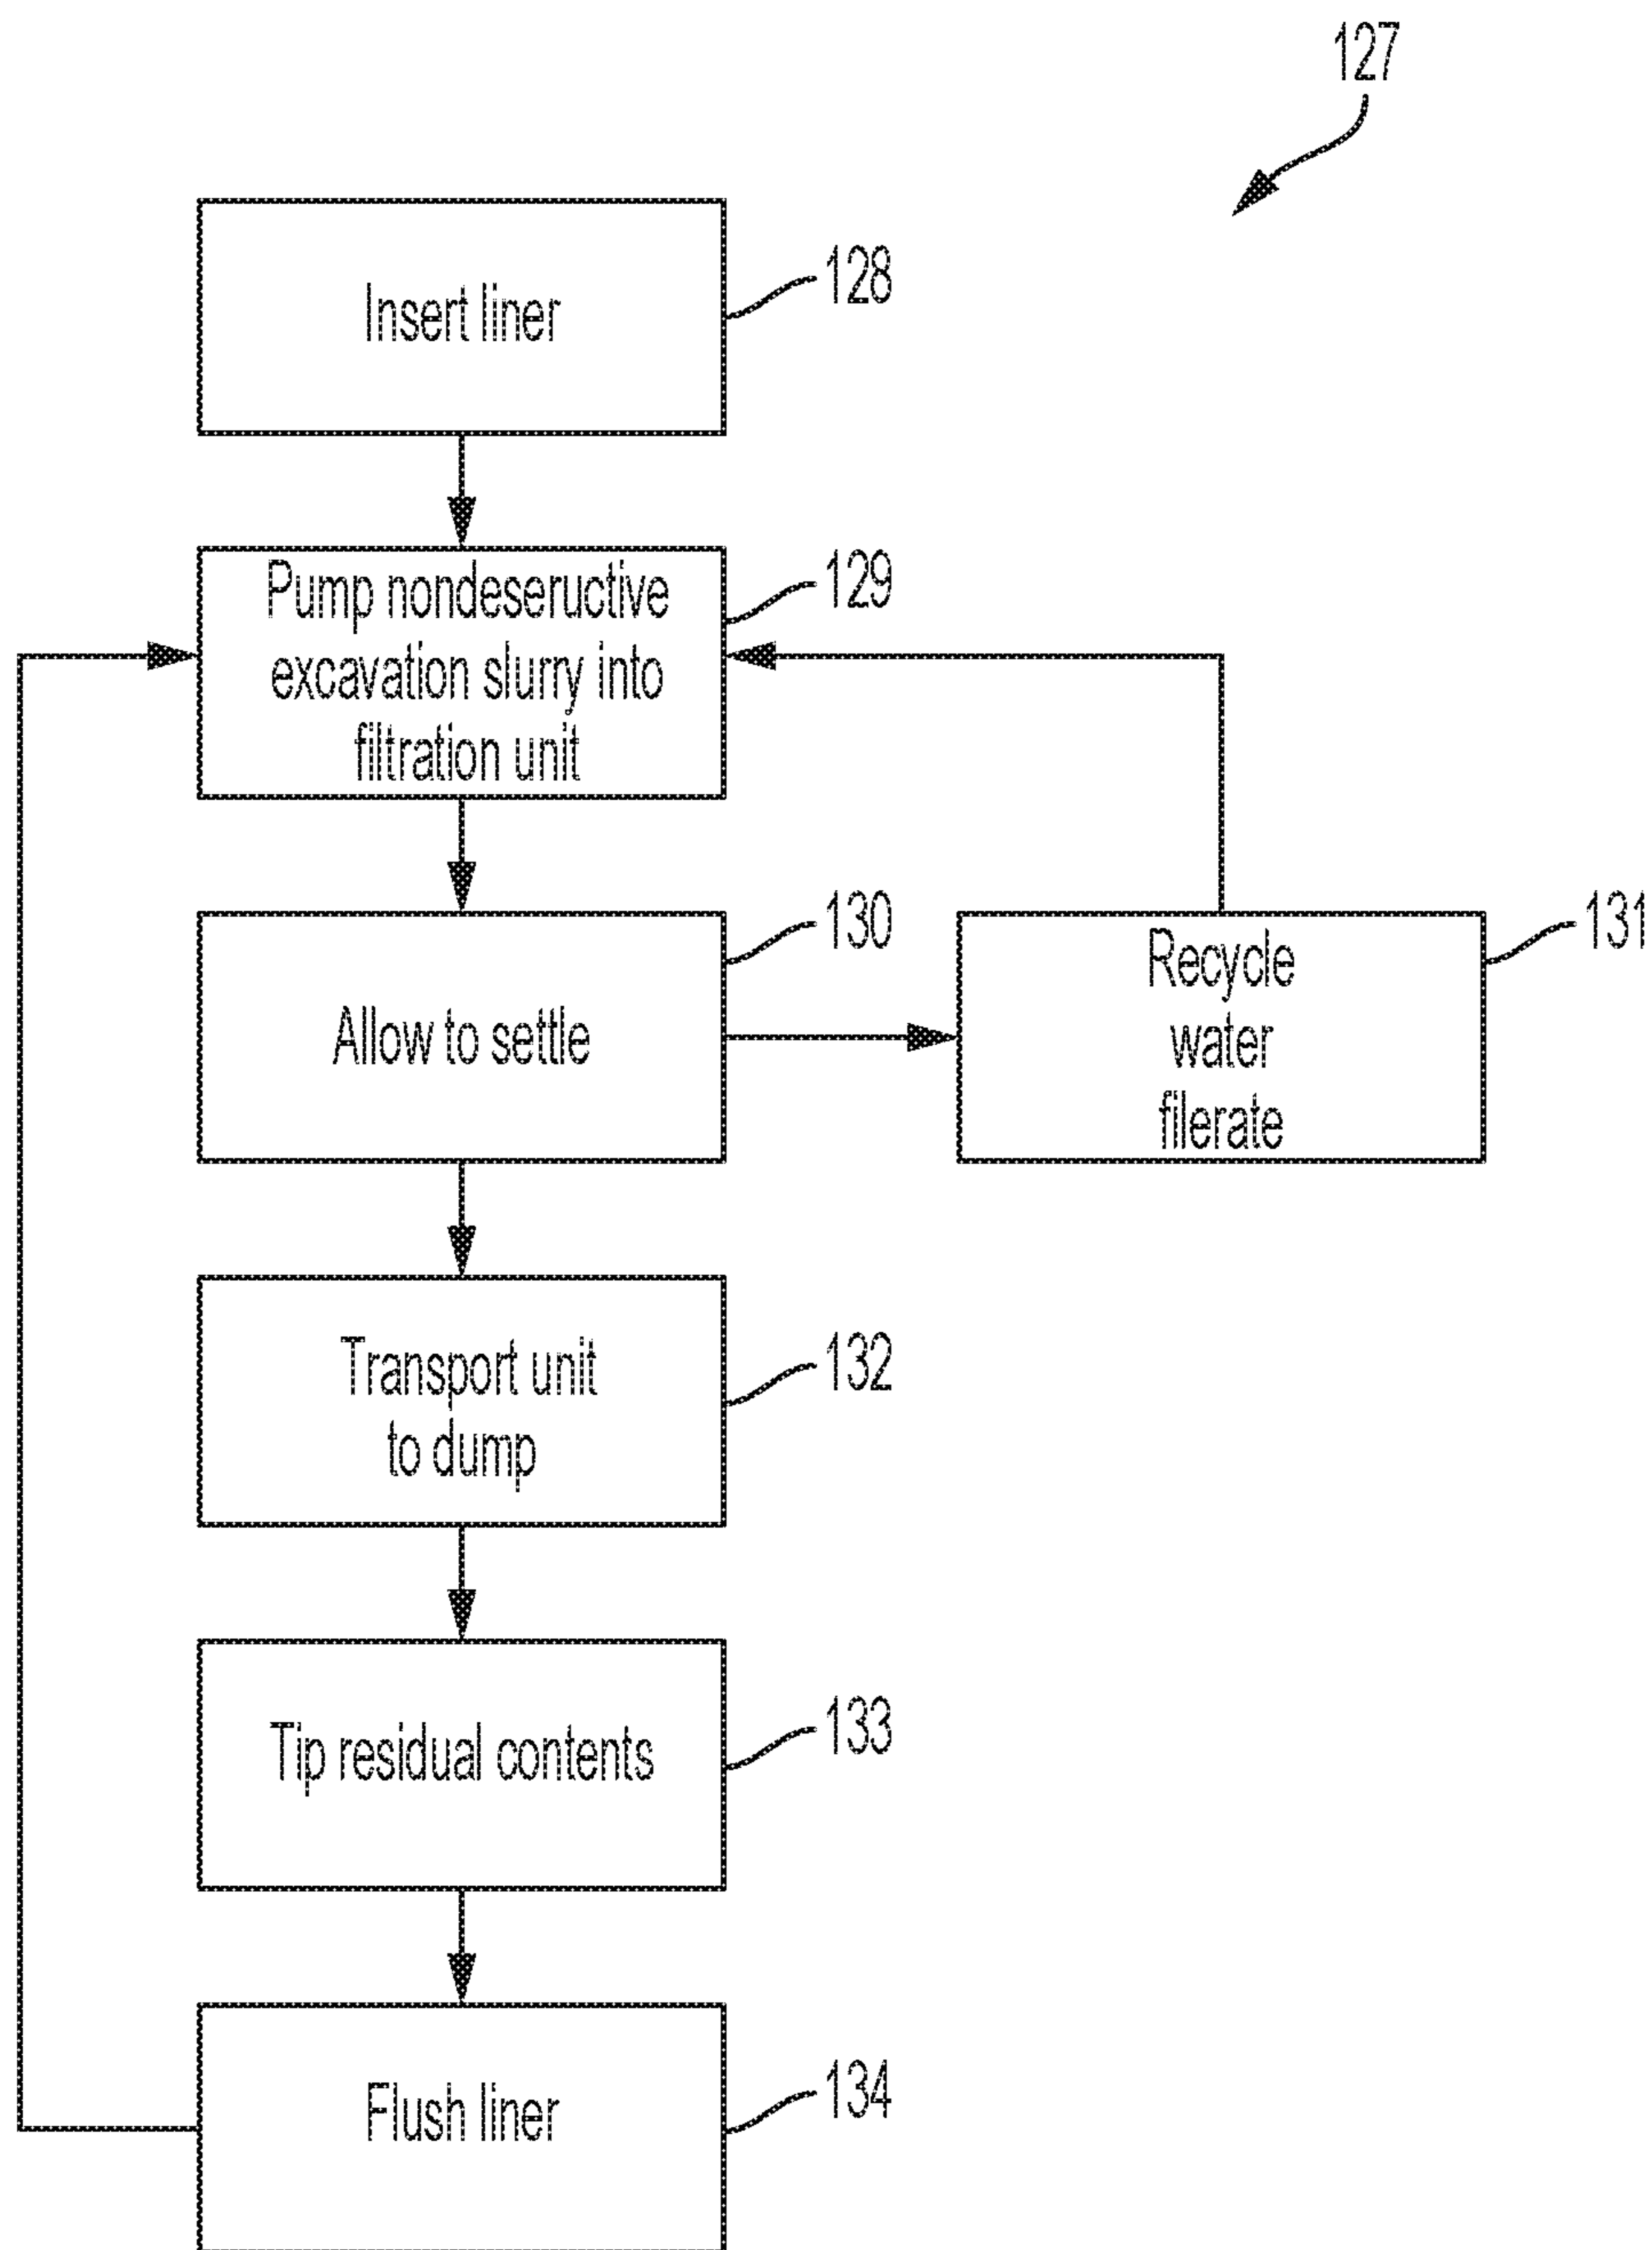 127
Insert liner
128
Pump nondeseructive
excavation slurry into
filtration unit
129
Allow to settle
130
Recycle
water
filerate
131
Transport unit
to dump
132
Tip residual contents
133
Flush liner
134